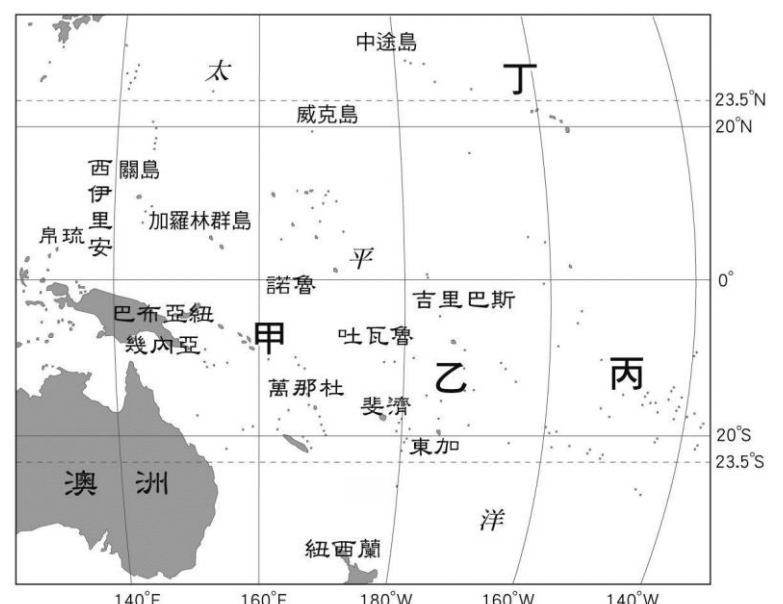 中途島
太
丁
23.5°N
威克島
20°N
西伊里安
關島
加羅林群島
帛琉
平
0°
諾魯
吉里巴斯
巴布亞紐
幾內亞
甲
吐瓦魯
乙
丙
萬那杜
斐濟
20°S
東加
23.5°S
澳洲
洋
紐西蘭
140°E 160°E 180°W 160°W 140°W